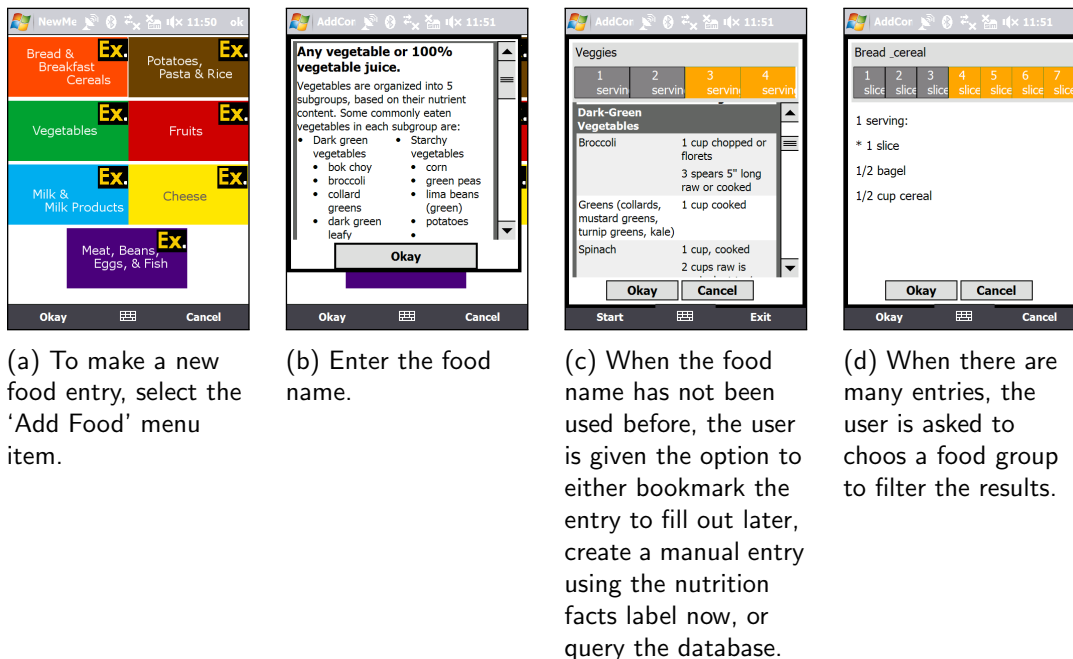 NewMe 11:50 ok
Bread &
Breakfast
Cereals
Ex.
Potatoes,
Pasta & Rice
Ex.
Vegetables
Ex.
Fruits
Ex.
Milk &
Milk Products
Ex.
Cheese
Ex.
Meat, Beans,
Eggs, & Fish
Ex.
Okay Cancel
(a) To make a new
food entry, select the
‘Add Food’ menu
item.
AddCor 11:51
Any vegetable or 100%
vegetable juice.
Vegetables are organized into 5
subgroups, based on their nutrient
content. Some commonly eaten
vegetables in each subgroup are:
• Dark green
vegetables
• bok choy
• broccoli
• collard
greens
• dark green
leafy
• Starchy
vegetables
• corn
• green peas
• lima beans
(green)
• potatoes
•
Okay
Okay Cancel
(b) Enter the food
name.
AddCor 11:51
Veggies
1 2 3 4
servin servin servin servin
Dark-Green
Vegetables
Broccoli 1 cup chopped or
florets
3 spears 5" long
raw or cooked
Greens (collards, 1 cup cooked
mustard greens,
turnip greens, kale)
Spinach 1 cup, cooked
2 cups raw is
Okay Cancel
Start Exit
(c) When the food
name has not been
used before, the user
is given the option to
either bookmark the
entry to fill out later,
create a manual entry
using the nutrition
facts label now, or
query the database.
AddCor 11:51
Bread _cereal
1 2 3 4 5 6 7
slice slice slice slice slice slice slice
1 serving:
* 1 slice
1/2 bagel
1/2 cup cereal
Okay Cancel
Okay Cancel
(d) When there are
many entries, the
user is asked to
choos a food group
to filter the results.